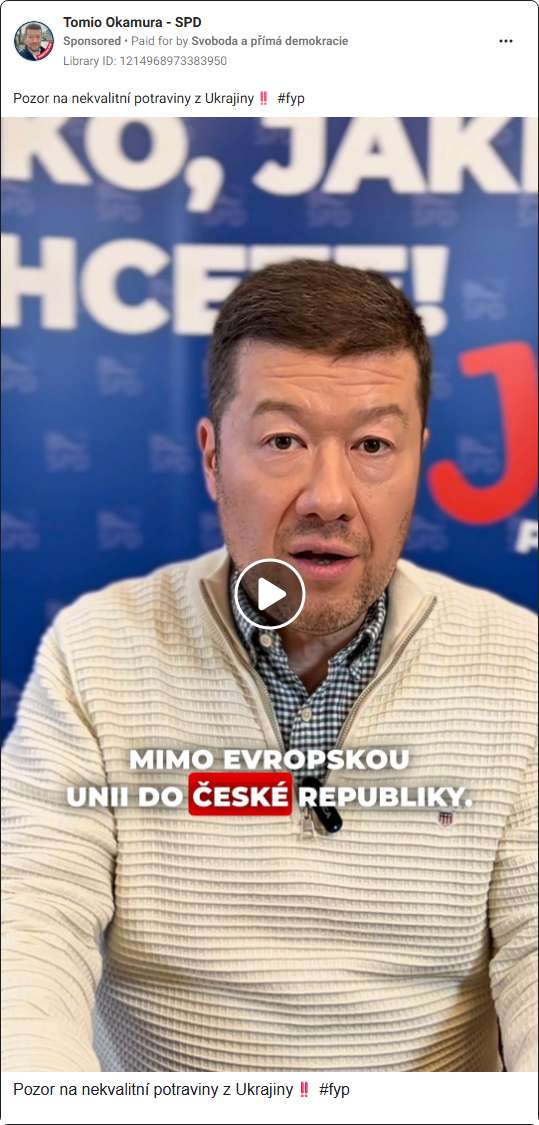 Tomio Okamura - SPD
Sponsored • Paid for by Svoboda a přímá demokracie
Library ID: 1214968973383950
Pozor na nekvalitní potraviny z Ukrajiny‼️ #fyp
KO, JAK
HCETE!
SPD
J
MIMO EVROPSKOU
UNII DO ČESKÉ REPUBLIKY.
Pozor na nekvalitní potraviny z Ukrajiny‼️ #fyp